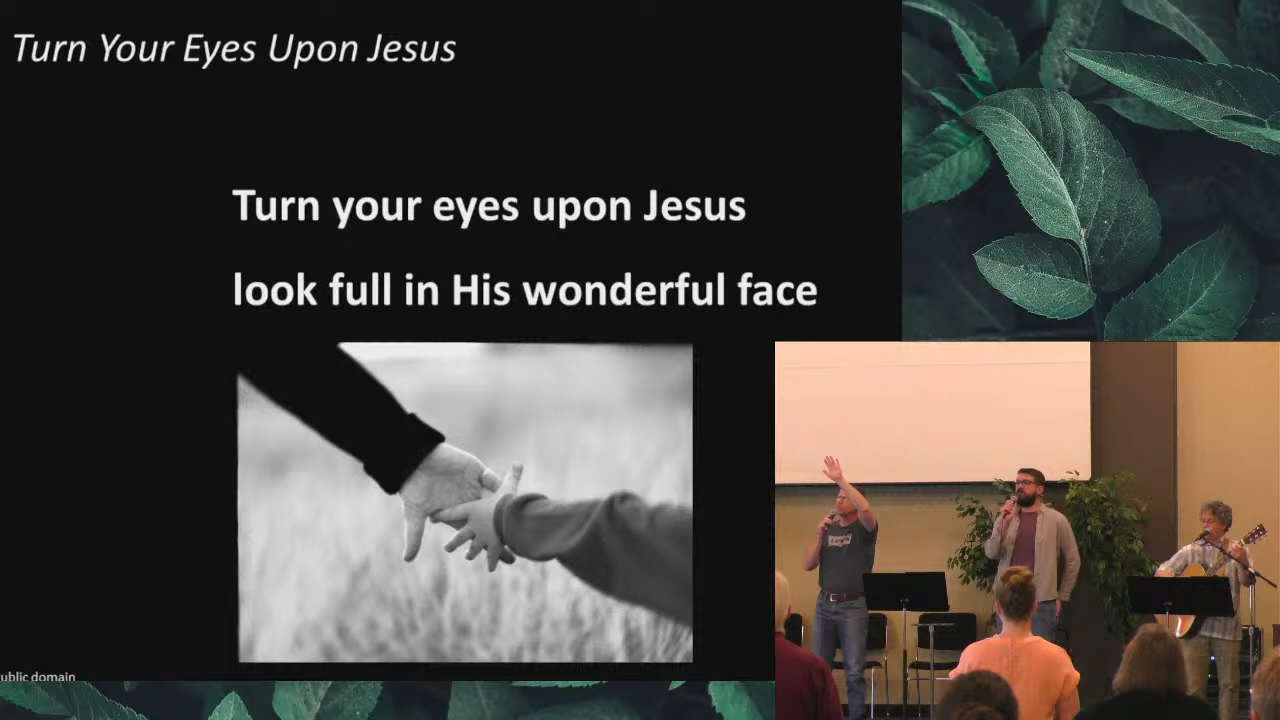 Turn Your Eyes Upon Jesus
Turn your eyes upon Jesus
look full in His wonderful face
ublic domain